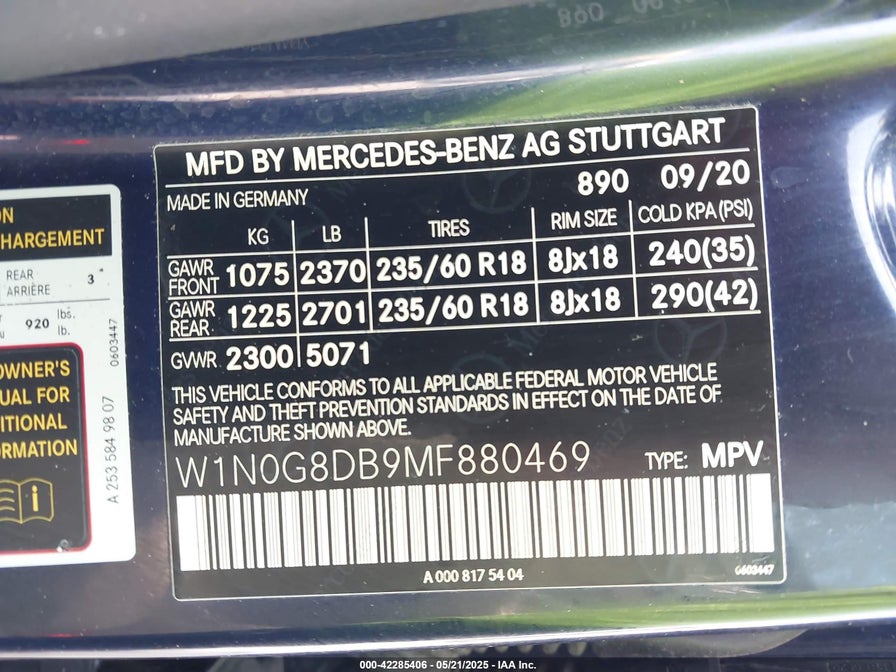 MFD BY MERCEDES-BENZ AG STUTTGART
MADE IN GERMANY 890 09/20
KG LB TIRES RIM SIZE COLD KPA (PSI)
GAWR FRONT 1075 2370 235/60 R18 8Jx18 240(35)
GAWR REAR 1225 2701 235/60 R18 8Jx18 290(42)
GVWR 2300 5071
THIS VEHICLE CONFORMS TO ALL APPLICABLE FEDERAL MOTOR VEHICLE
SAFETY AND THEFT PREVENTION STANDARDS IN EFFECT ON THE DATE OF
MANUFACTURE SHOWN ABOVE.
W1N0G8DB9MF880469 TYPE: MPV
A 000 817 54 04
0603447
HARGEMENT
REAR
ARRIÈRE 3
920 lbs.
lb.
0603447
OWNER'S
UAL FOR
ITIONAL
ORMATION
A 253 584 98 07
000-42285406 - 05/21/2025 - IAA Inc.